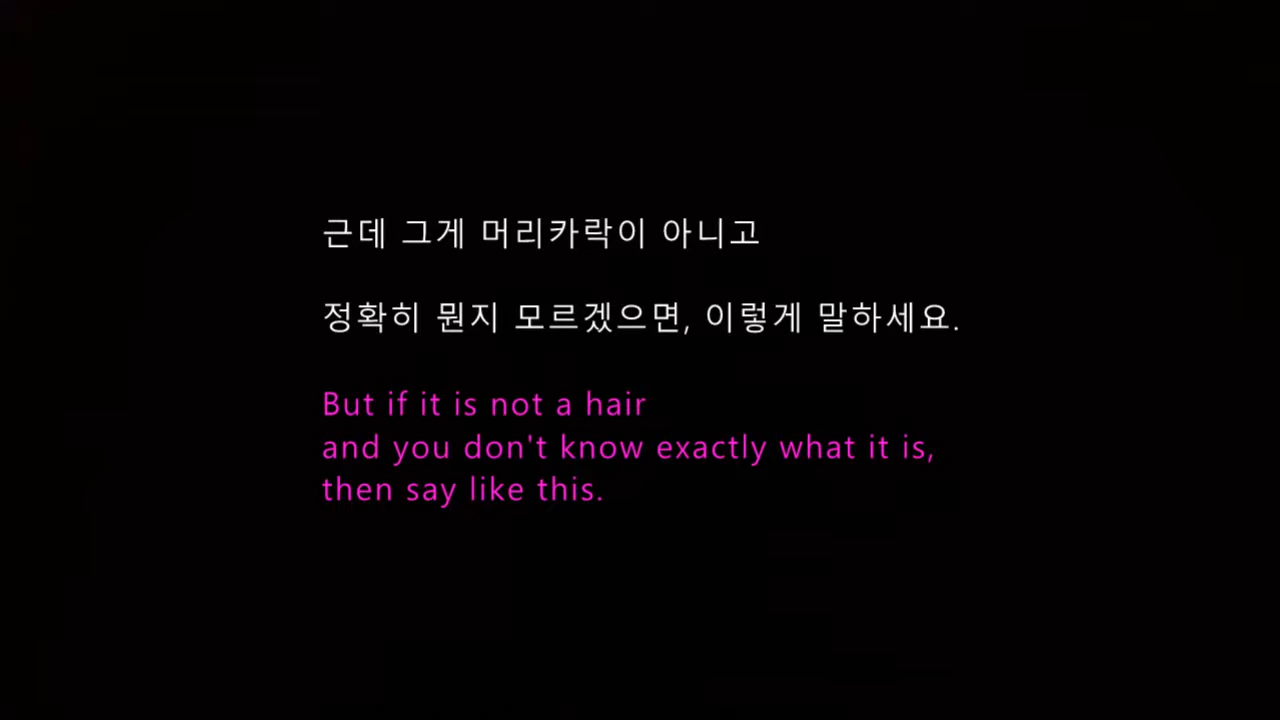 근데 그게 머리카락이 아니고
정확히 뭔지 모르겠으면, 이렇게 말하세요.
But if it is not a hair
and you don't know exactly what it is,
then say like this.